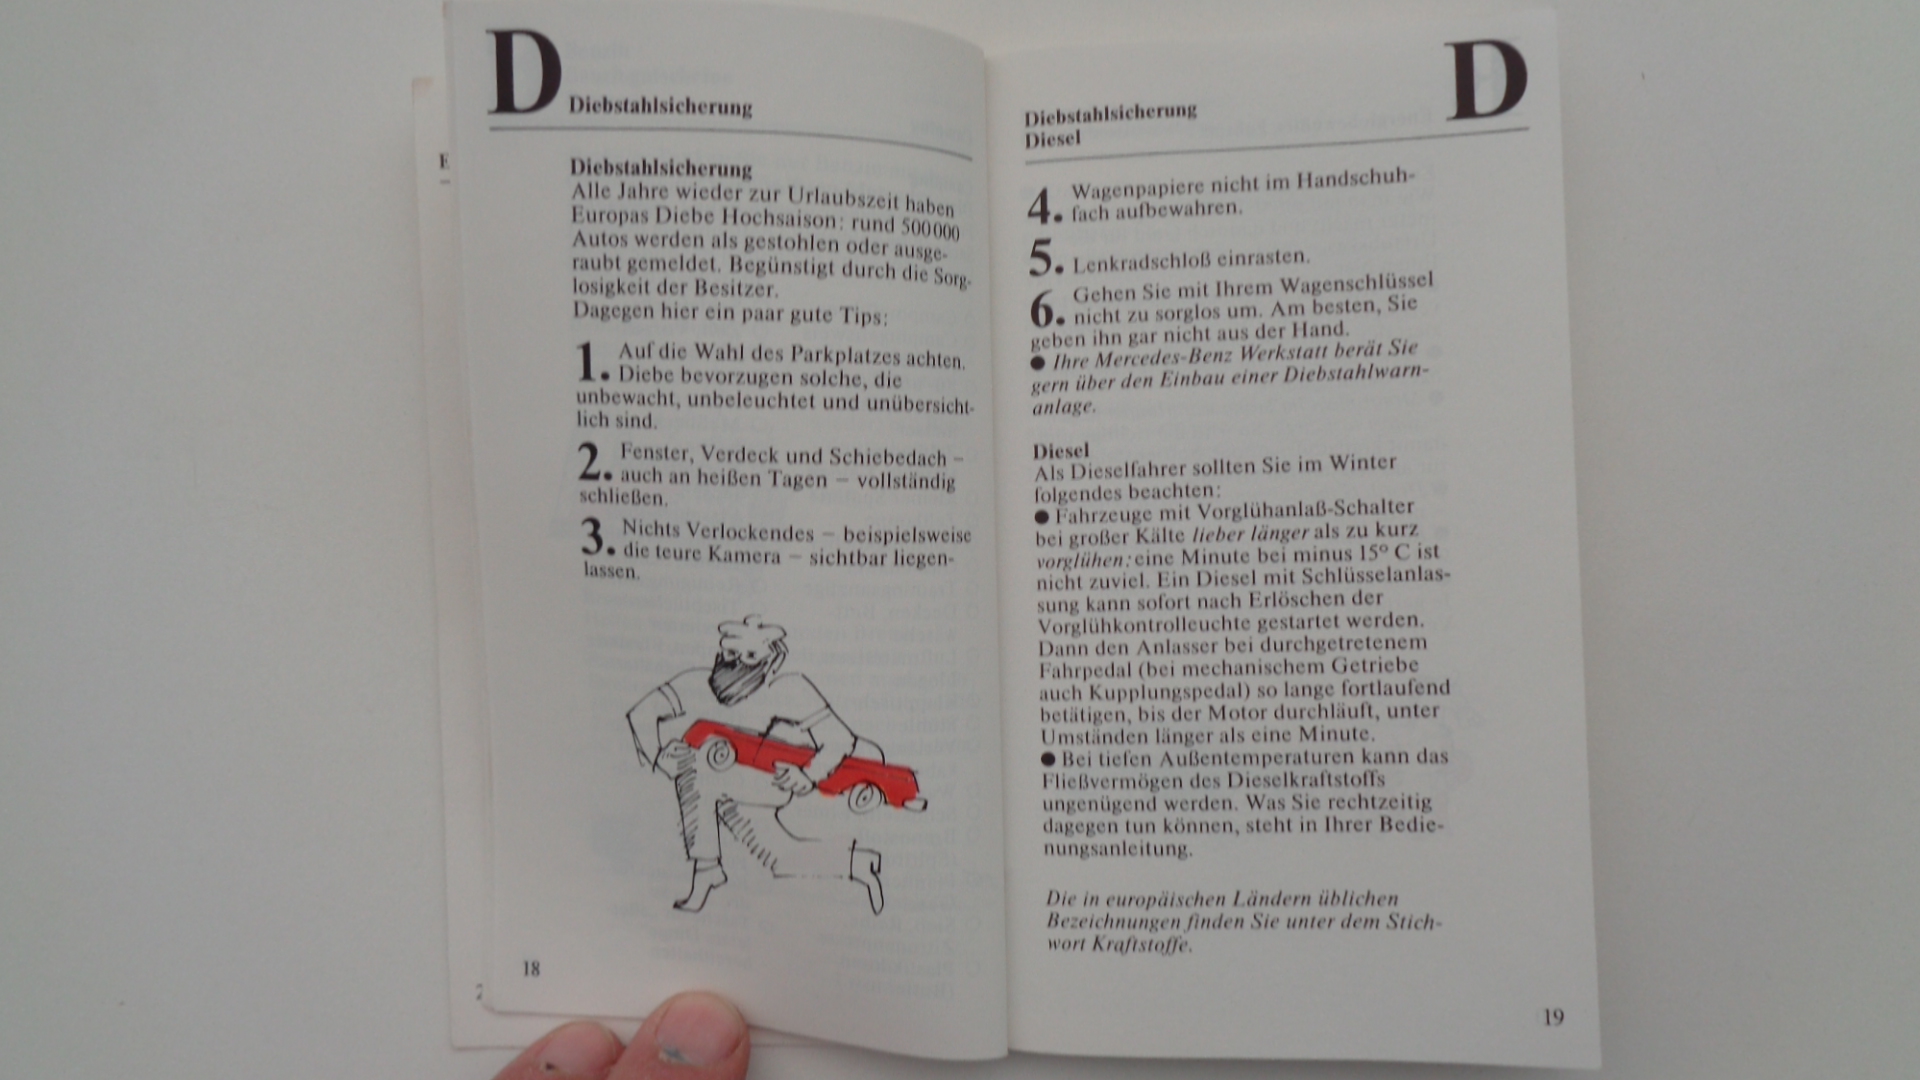 D
Diebstahlsicherung
Diebstahlsicherung
Alle Jahre wieder zur Urlaubszeit haben
Europas Diebe Hochsaison: rund 500000
Autos werden als gestohlen oder ausge-
raubt gemeldet. Begünstigt durch die Sorg-
losigkeit der Besitzer.
Dagegen hier ein paar gute Tips:
1. Auf die Wahl des Parkplatzes achten.
Diebe bevorzugen solche, die
unbewacht, unbeleuchtet und unübersicht-
lich sind.
2. Fenster, Verdeck und Schiebedach –
auch an heißen Tagen – vollständig
schließen.
3. Nichts Verlockendes – beispielsweise
die teure Kamera – sichtbar liegen-
lassen.
18
D
Diebstahlsicherung
Diesel
4. Wagenpapiere nicht im Handschuh-
fach aufbewahren.
5. Lenkradschloß einrasten.
6. Gehen Sie mit Ihrem Wagenschlüssel
nicht zu sorglos um. Am besten, Sie
geben ihn gar nicht aus der Hand.
● Ihre Mercedes-Benz Werkstatt berät Sie
gern über den Einbau einer Diebstahlwarn-
anlage.
Diesel
Als Dieselfahrer sollten Sie im Winter
folgendes beachten:
● Fahrzeuge mit Vorglühanlaß-Schalter
bei großer Kälte lieber länger als zu kurz
vorglühen: eine Minute bei minus 15° C ist
nicht zuviel. Ein Diesel mit Schlüsselanlas-
sung kann sofort nach Erlöschen der
Vorglühkontrolleuchte gestartet werden.
Dann den Anlasser bei durchgetretenem
Fahrpedal (bei mechanischem Getriebe
auch Kupplungspedal) so lange fortlaufend
betätigen, bis der Motor durchläuft, unter
Umständen länger als eine Minute.
● Bei tiefen Außentemperaturen kann das
Fließvermögen des Dieselkraftstoffs
ungenügend werden. Was Sie rechtzeitig
dagegen tun können, steht in Ihrer Bedie-
nungsanleitung.
Die in europäischen Ländern üblichen
Bezeichnungen finden Sie unter dem Stich-
wort Kraftstoffe.
19